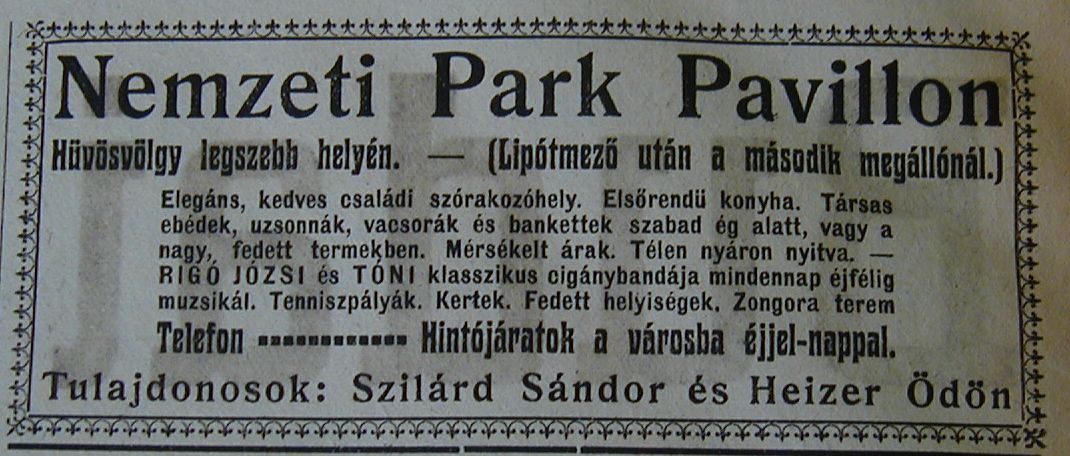 Nemzeti Park Pavillon
Hüvösvölgy legszebb helyén. — (Lipótmező után a második megállónál.)
Elegáns, kedves családi szórakozóhely. Elsőrendü konyha. Társas
ebédek, uzsonnák, vacsorák és bankettek szabad ég alatt, vagy a
nagy, fedett termekben. Mérsékelt árak. Télen nyáron nyitva. —
RIGÓ JÓZSI és TÓNI klasszikus cigánybandája mindennap éjfélig
muzsikál. Tenniszpályák. Kertek. Fedett helyiségek. Zongora terem
Telefon ------------ Hintójáratok a városba éjjel-nappal.
Tulajdonosok: Szilárd Sándor és Heizer Ödön